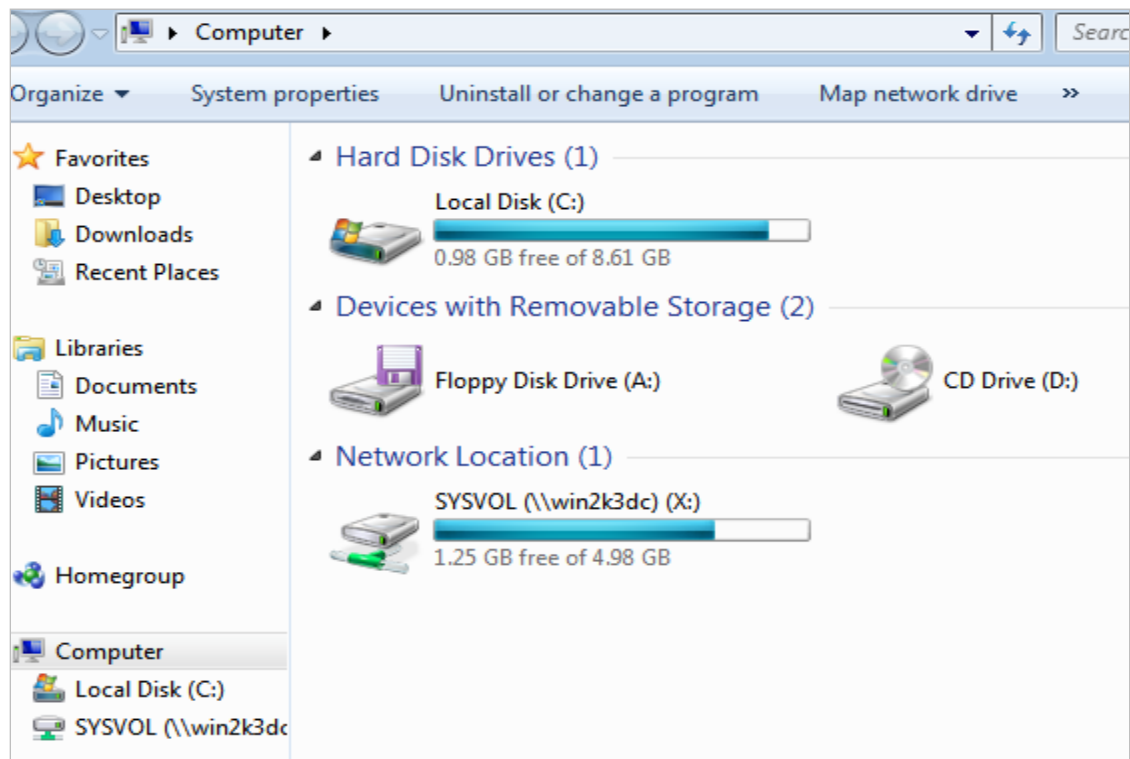 Computer
Searc
Organize
System properties
Uninstall or change a program
Map network drive
»
Favorites
Desktop
Downloads
Recent Places
Libraries
Documents
Music
Pictures
Videos
Homegroup
Computer
Local Disk (C:)
SYSVOL (\\win2k3dc
Hard Disk Drives (1)
Local Disk (C:)
0.98 GB free of 8.61 GB
Devices with Removable Storage (2)
Floppy Disk Drive (A:)
CD Drive (D:)
Network Location (1)
SYSVOL (\\win2k3dc) (X:)
1.25 GB free of 4.98 GB